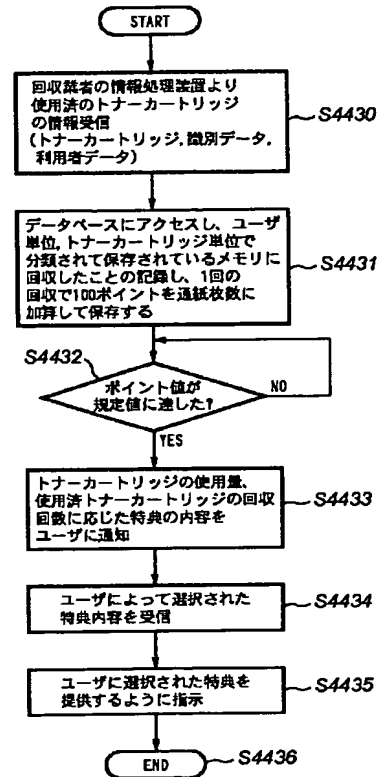 START
回収業者の情報処理装置より
使用済のトナーカートリッジ
の情報受信
(トナーカートリッジ,識別データ,
利用者データ)
S4430
データベースにアクセスし、ユーザ
単位,トナーカートリッジ単位で
分類されて保存されているメモリに
回収したことの記録し、1回の
回収で100ポイントを通紙枚数に
加算して保存する
S4431
S4432
ポイント値が
規定値に達した?
NO
YES
トナーカートリッジの使用量、
使用済トナーカートリッジの回収
回数に応じた特典の内容を
ユーザに通知
S4433
ユーザによって選択された
特典内容を受信
S4434
ユーザに選択された特典を
提供するように指示
S4435
END
S4436